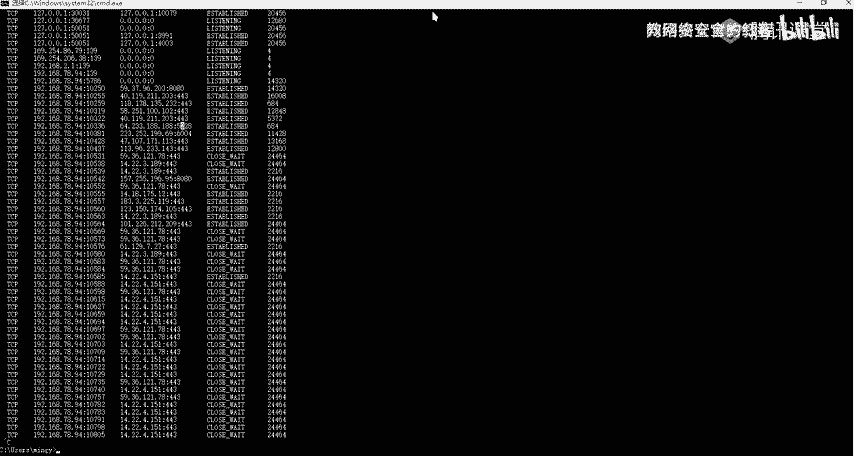 选择C:\Windows\system32\cmd.exe
TCP 127.0.0.1:30031 127.0.0.1:10079 ESTABLISHED 20456
TCP 127.0.0.1:36677 0.0.0.0:0 LISTENING 12680
TCP 127.0.0.1:50051 0.0.0.0:0 LISTENING 20456
TCP 127.0.0.1:50051 127.0.0.1:3991 ESTABLISHED 20456
TCP 127.0.0.1:50051 127.0.0.1:4003 ESTABLISHED 20456
TCP 169.254.86.79:139 0.0.0.0:0 LISTENING 4
TCP 169.254.206.38:139 0.0.0.0:0 LISTENING 4
TCP 192.168.2.1:139 0.0.0.0:0 LISTENING 4
TCP 192.168.78.94:139 0.0.0.0:0 LISTENING 4
TCP 192.168.78.94:5786 0.0.0.0:0 LISTENING 14320
TCP 192.168.78.94:10250 59.37.96.203:8080 ESTABLISHED 14320
TCP 192.168.78.94:10255 40.119.211.203:443 ESTABLISHED 16008
TCP 192.168.78.94:10259 118.178.135.232:443 ESTABLISHED 684
TCP 192.168.78.94:10319 58.251.100.102:443 ESTABLISHED 12848
TCP 192.168.78.94:10322 40.119.211.203:443 ESTABLISHED 5372
TCP 192.168.78.94:10336 64.233.188.188:5228 ESTABLISHED 684
TCP 192.168.78.94:10381 223.252.199.69:6004 ESTABLISHED 11428
TCP 192.168.78.94:10428 47.107.171.113:443 ESTABLISHED 13168
TCP 192.168.78.94:10437 113.96.233.143:443 ESTABLISHED 12800
TCP 192.168.78.94:10531 59.36.121.78:443 CLOSE_WAIT 24464
TCP 192.168.78.94:10538 14.22.3.189:443 CLOSE_WAIT 24464
TCP 192.168.78.94:10539 14.22.3.189:443 ESTABLISHED 2216
TCP 192.168.78.94:10542 157.255.196.95:8080 ESTABLISHED 24464
TCP 192.168.78.94:10552 59.36.121.78:443 CLOSE_WAIT 24464
TCP 192.168.78.94:10555 14.18.175.12:443 ESTABLISHED 2216
TCP 192.168.78.94:10557 183.3.225.119:443 ESTABLISHED 2216
TCP 192.168.78.94:10560 123.150.174.105:443 ESTABLISHED 2216
TCP 192.168.78.94:10563 14.22.3.189:443 ESTABLISHED 2216
TCP 192.168.78.94:10564 101.226.212.209:443 ESTABLISHED 24464
TCP 192.168.78.94:10569 59.36.121.78:443 CLOSE_WAIT 24464
TCP 192.168.78.94:10573 59.36.121.78:443 CLOSE_WAIT 24464
TCP 192.168.78.94:10576 61.129.7.27:443 ESTABLISHED 2216
TCP 192.168.78.94:10580 14.22.3.189:443 CLOSE_WAIT 24464
TCP 192.168.78.94:10583 59.36.121.78:443 CLOSE_WAIT 24464
TCP 192.168.78.94:10584 59.36.121.78:443 CLOSE_WAIT 24464
TCP 192.168.78.94:10585 14.22.4.151:443 ESTABLISHED 2216
TCP 192.168.78.94:10588 14.22.4.151:443 CLOSE_WAIT 24464
TCP 192.168.78.94:10598 59.36.121.78:443 CLOSE_WAIT 24464
TCP 192.168.78.94:10615 14.22.4.151:443 CLOSE_WAIT 24464
TCP 192.168.78.94:10627 14.22.4.151:443 CLOSE_WAIT 24464
TCP 192.168.78.94:10659 14.22.4.151:443 CLOSE_WAIT 24464
TCP 192.168.78.94:10694 14.22.4.151:443 CLOSE_WAIT 24464
TCP 192.168.78.94:10697 59.36.121.78:443 CLOSE_WAIT 24464
TCP 192.168.78.94:10702 59.36.121.78:443 CLOSE_WAIT 24464
TCP 192.168.78.94:10703 14.22.4.151:443 CLOSE_WAIT 24464
TCP 192.168.78.94:10709 59.36.121.78:443 CLOSE_WAIT 24464
TCP 192.168.78.94:10714 14.22.4.151:443 CLOSE_WAIT 24464
TCP 192.168.78.94:10722 14.22.4.151:443 CLOSE_WAIT 24464
TCP 192.168.78.94:10729 14.22.4.151:443 CLOSE_WAIT 24464
TCP 192.168.78.94:10735 59.36.121.78:443 CLOSE_WAIT 24464
TCP 192.168.78.94:10740 14.22.4.151:443 CLOSE_WAIT 24464
TCP 192.168.78.94:10757 59.36.121.78:443 CLOSE_WAIT 24464
TCP 192.168.78.94:10782 14.22.4.151:443 CLOSE_WAIT 24464
TCP 192.168.78.94:10783 14.22.4.151:443 CLOSE_WAIT 24464
TCP 192.168.78.94:10791 14.22.4.151:443 CLOSE_WAIT 24464
TCP 192.168.78.94:10798 14.22.4.151:443 CLOSE_WAIT 24464
TCP 192.168.78.94:10805 14.22.4.151:443 CLOSE_WAIT 24464
^C
C:\Users\mingy>
bilibili